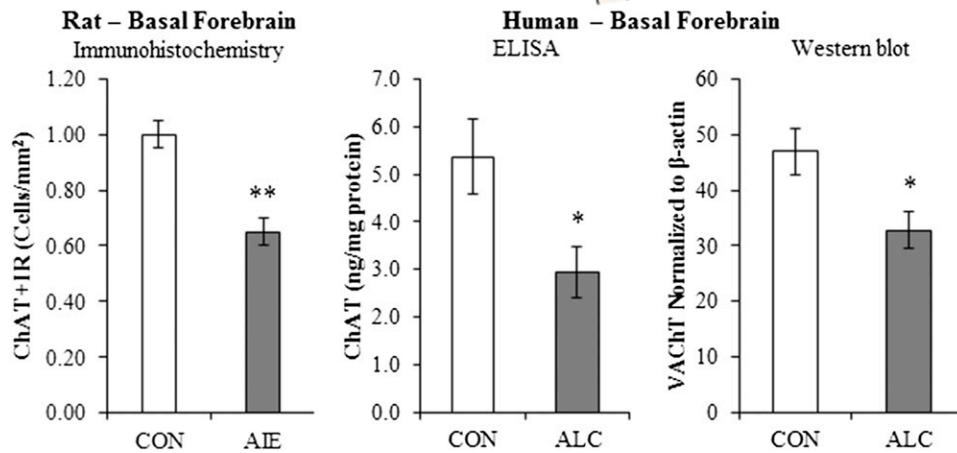 Rat – Basal Forebrain
Immunohistochemistry
ChAT+IR (Cells/mm²)
1.20
1.00
0.80
0.60
0.40
0.20
0.00
**
CON AIE
Human – Basal Forebrain
ELISA
ChAT (ng/mg protein)
7.0
6.0
5.0
4.0
3.0
2.0
1.0
0.0
*
CON ALC
Western blot
VAChT Normalized to β-actin
60
50
40
30
20
10
0
*
CON ALC